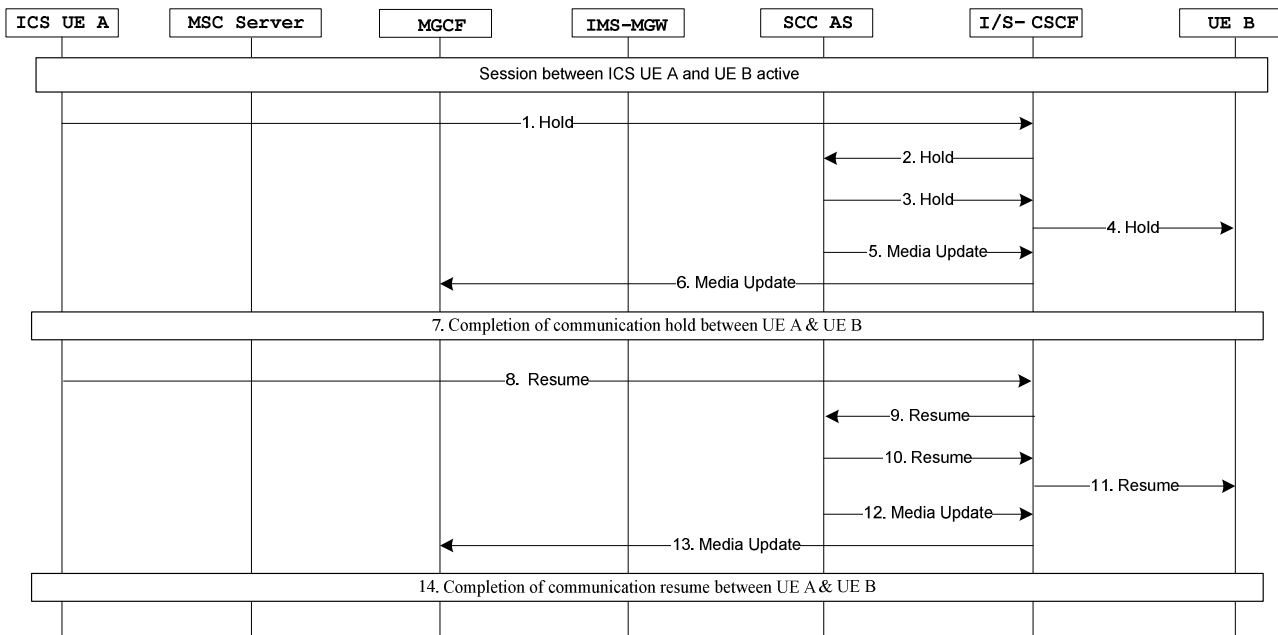 ICS UE A
MSC Server
MGCF
IMS-MGW
SCC AS
I/S- CSCF
UE B
Session between ICS UE A and UE B active
1. Hold
2. Hold
3. Hold
4. Hold
5. Media Update
6. Media Update
7. Completion of communication hold between UE A & UE B
8. Resume
9. Resume
10. Resume
11. Resume
12. Media Update
13. Media Update
14. Completion of communication resume between UE A & UE B